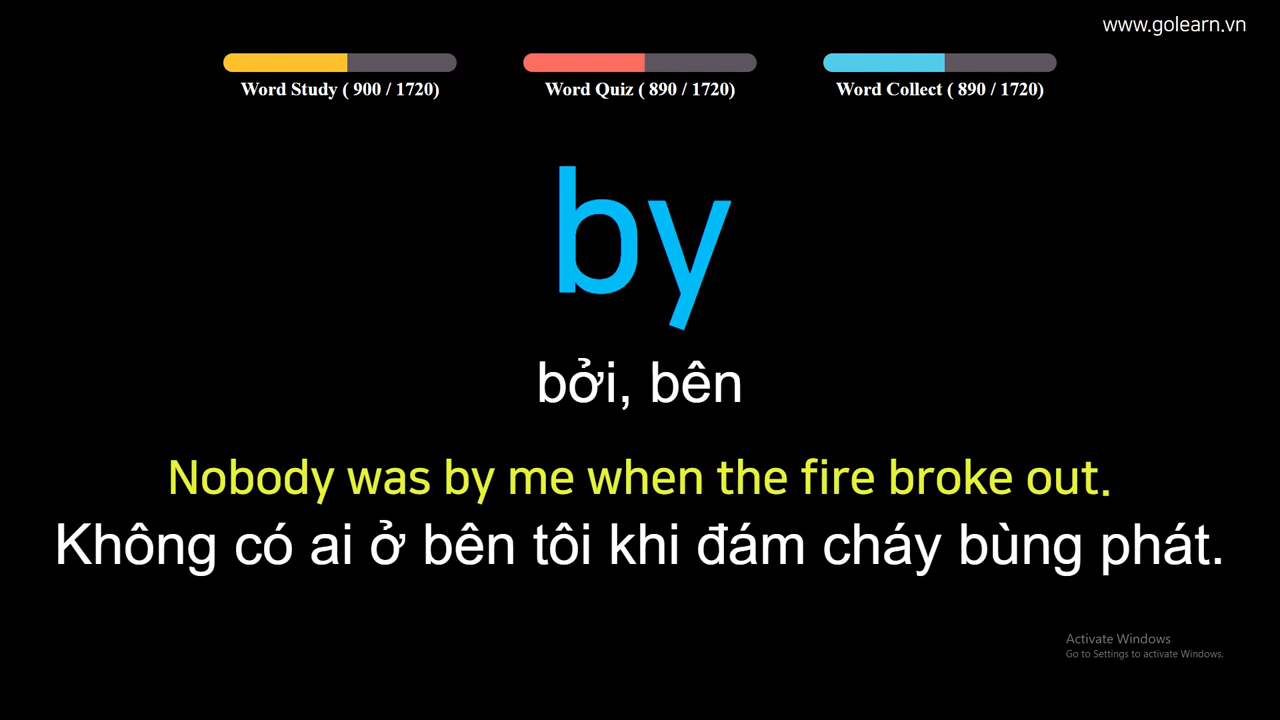 www.golearn.vn
Word Study ( 900 / 1720)
Word Quiz ( 890 / 1720)
Word Collect ( 890 / 1720)
by
bởi, bên
Nobody was by me when the fire broke out.
Không có ai ở bên tôi khi đám cháy bùng phát.
Activate Windows
Go to Settings to activate Windows.